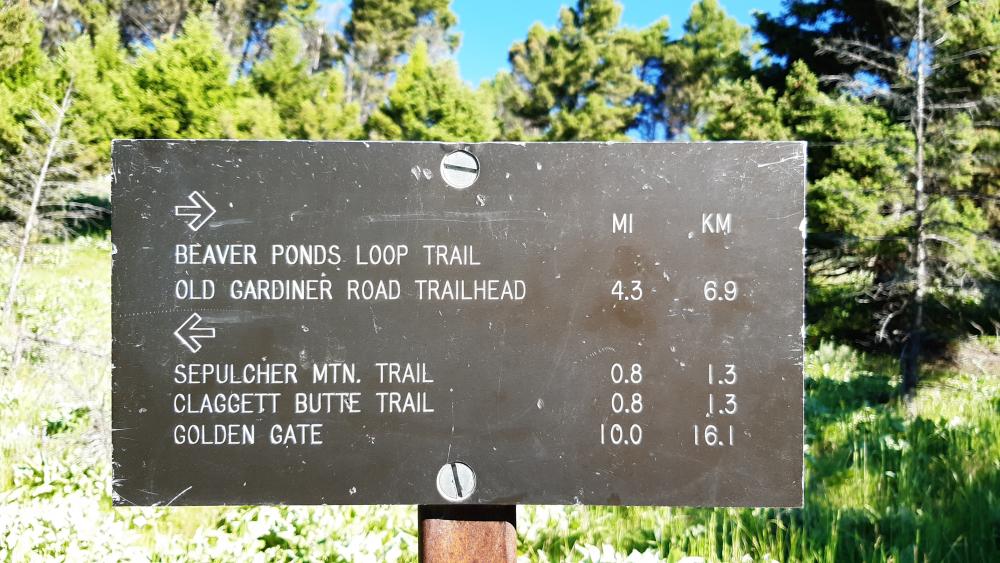 MI KM
BEAVER PONDS LOOP TRAIL
OLD GARDINER ROAD TRAILHEAD 4.3 6.9
SEPULCHER MTN. TRAIL 0.8 1.3
CLAGGETT BUTTE TRAIL 0.8 1.3
GOLDEN GATE 10.0 16.1